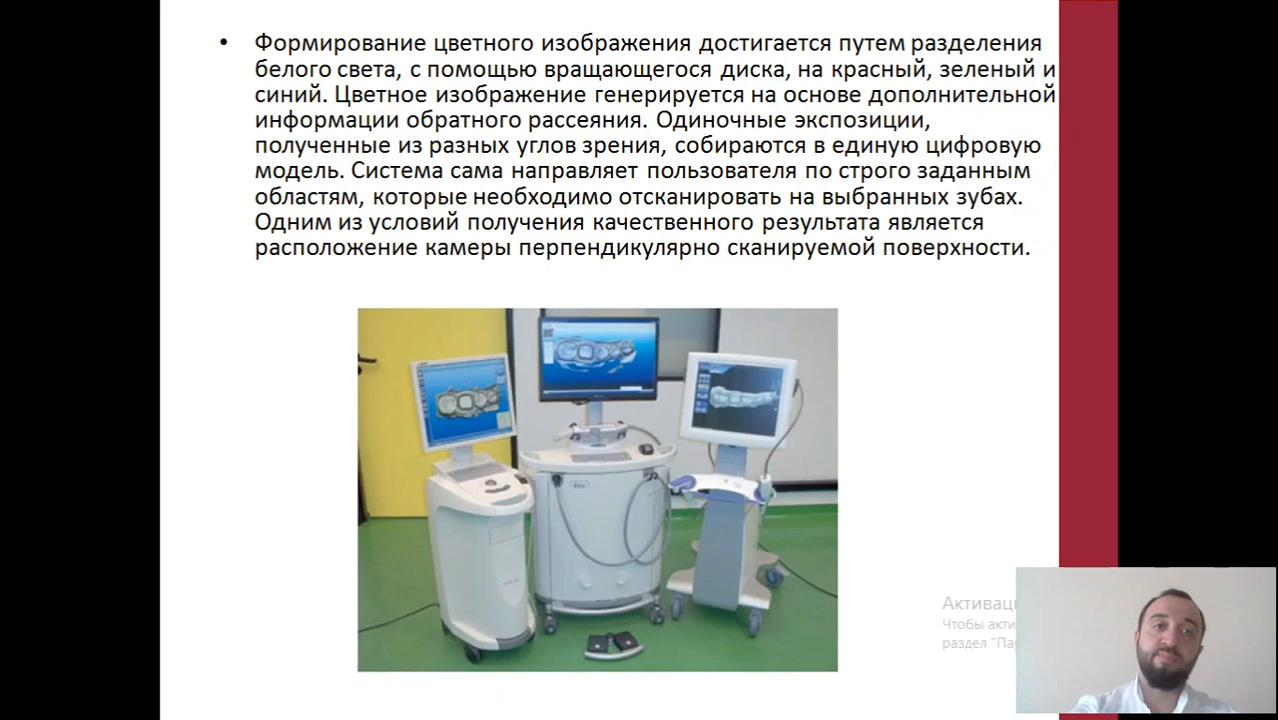 • Формирование цветного изображения достигается путем разделения
белого света, с помощью вращающегося диска, на красный, зеленый и
синий. Цветное изображение генерируется на основе дополнительной
информации обратного рассеяния. Одиночные экспозиции,
полученные из разных углов зрения, собираются в единую цифровую
модель. Система сама направляет пользователя по строго заданным
областям, которые необходимо отсканировать на выбранных зубах.
Одним из условий получения качественного результата является
расположение камеры перпендикулярно сканируемой поверхности.
Активац
Чтобы акти
раздел "Пар